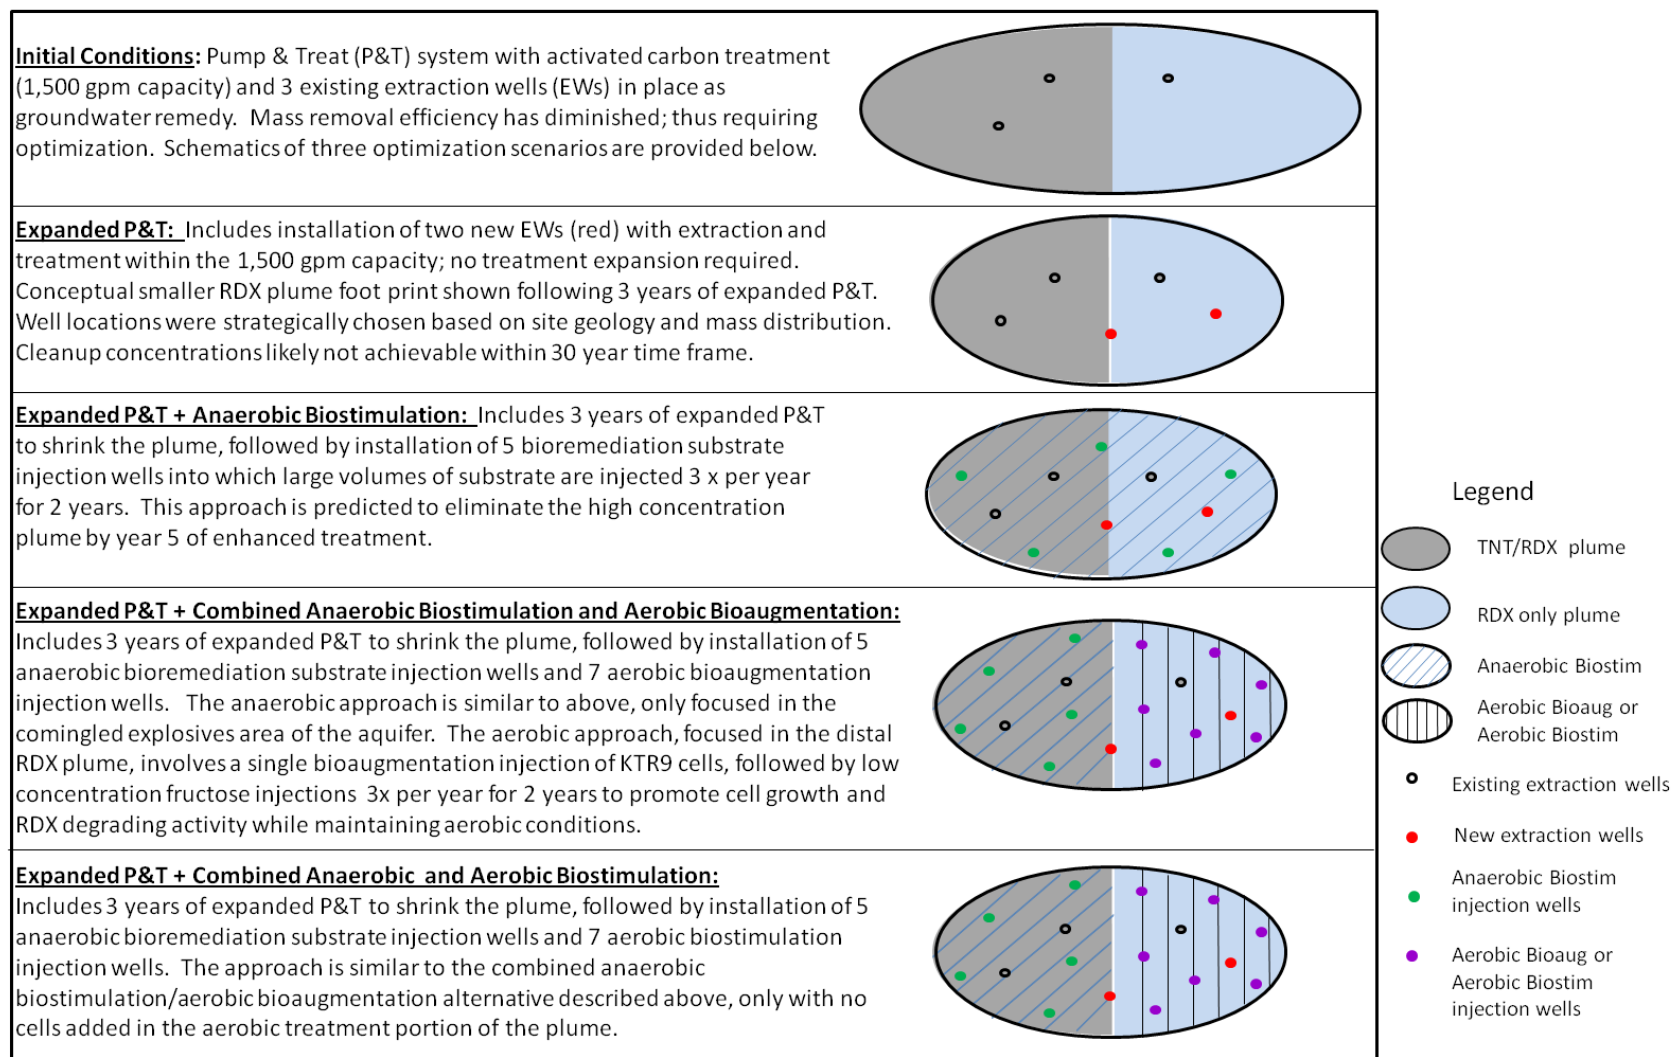 Initial Conditions: Pump & Treat (P&T) system with activated carbon treatment
(1,500 gpm capacity) and 3 existing extraction wells (EWs) in place as
groundwater remedy. Mass removal efficiency has diminished; thus requiring
optimization. Schematics of three optimization scenarios are provided below.
Expanded P&T: Includes installation of two new EWs (red) with extraction and
treatment within the 1,500 gpm capacity; no treatment expansion required.
Conceptual smaller RDX plume foot print shown following 3 years of expanded P&T.
Well locations were strategically chosen based on site geology and mass distribution.
Cleanup concentrations likely not achievable within 30 year time frame.
Expanded P&T + Anaerobic Biostimulation: Includes 3 years of expanded P&T
to shrink the plume, followed by installation of 5 bioremediation substrate
injection wells into which large volumes of substrate are injected 3 x per year
for 2 years. This approach is predicted to eliminate the high concentration
plume by year 5 of enhanced treatment.
Expanded P&T + Combined Anaerobic Biostimulation and Aerobic Bioaugmentation:
Includes 3 years of expanded P&T to shrink the plume, followed by installation of 5
anaerobic bioremediation substrate injection wells and 7 aerobic bioaugmentation
injection wells. The anaerobic approach is similar to above, only focused in the
comingled explosives area of the aquifer. The aerobic approach, focused in the distal
RDX plume, involves a single bioaugmentation injection of KTR9 cells, followed by low
concentration fructose injections 3x per year for 2 years to promote cell growth and
RDX degrading activity while maintaining aerobic conditions.
Expanded P&T + Combined Anaerobic and Aerobic Biostimulation:
Includes 3 years of expanded P&T to shrink the plume, followed by installation of 5
anaerobic bioremediation substrate injection wells and 7 aerobic biostimulation
injection wells. The approach is similar to the combined anaerobic
biostimulation/aerobic bioaugmentation alternative described above, only with no
cells added in the aerobic treatment portion of the plume.
Legend
TNT/RDX plume
RDX only plume
Anaerobic Biostim
Aerobic Bioaug or
Aerobic Biostim
Existing extraction wells
New extraction wells
Anaerobic Biostim
injection wells
Aerobic Bioaug or
Aerobic Biostim
injection wells